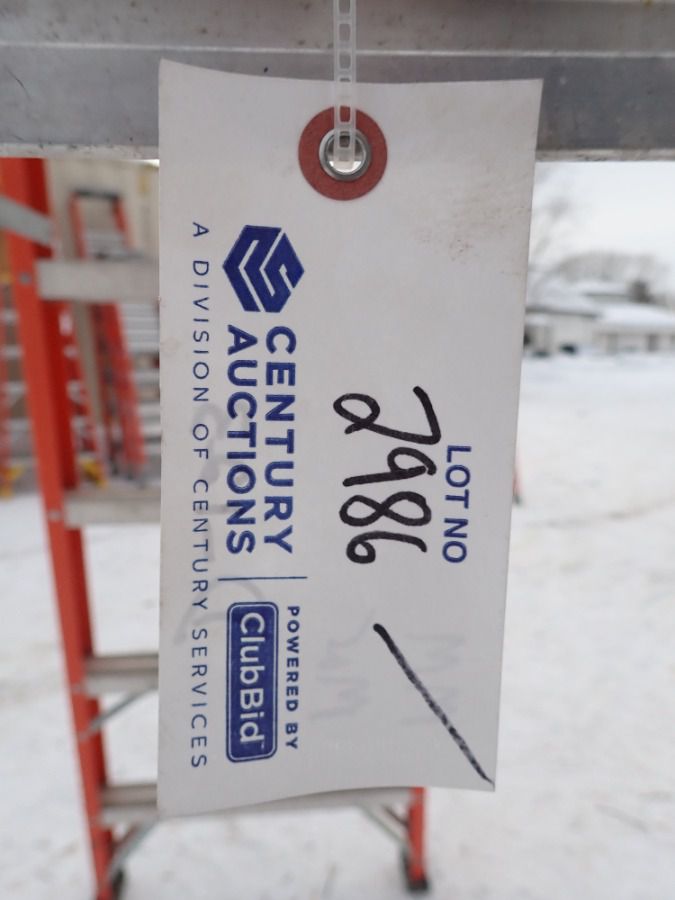 LOT NO
2986
CENTURY
AUCTIONS
POWERED BY
ClubBid
A DIVISION OF CENTURY SERVICES